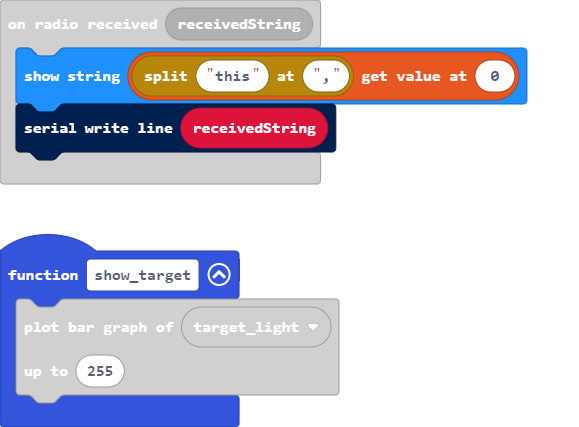 on radio received receivedString
show string split "this" at "," get value at 0
serial write line receivedString
function show_target
plot bar graph of target_light
up to 255